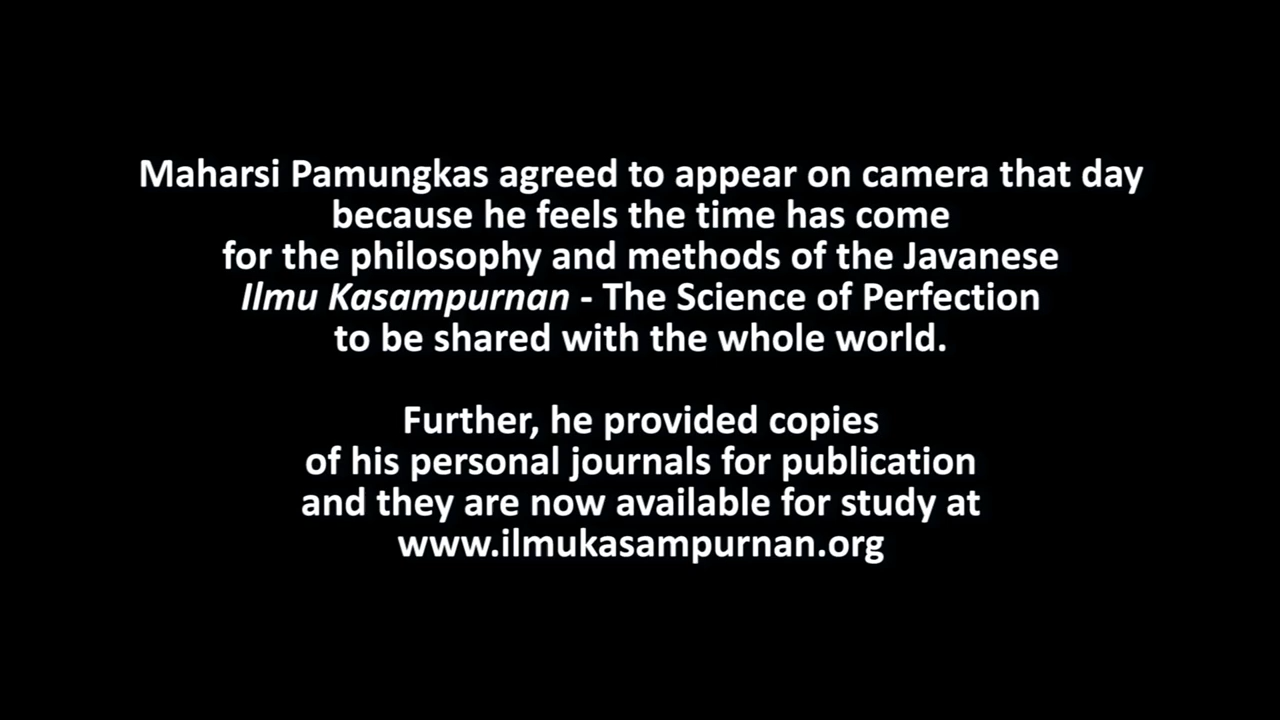 Maharsi Pamungkas agreed to appear on camera that day
because he feels the time has come
for the philosophy and methods of the Javanese
Ilmu Kasampurnan - The Science of Perfection
to be shared with the whole world.
Further, he provided copies
of his personal journals for publication
and they are now available for study at
www.ilmukasampurnan.org